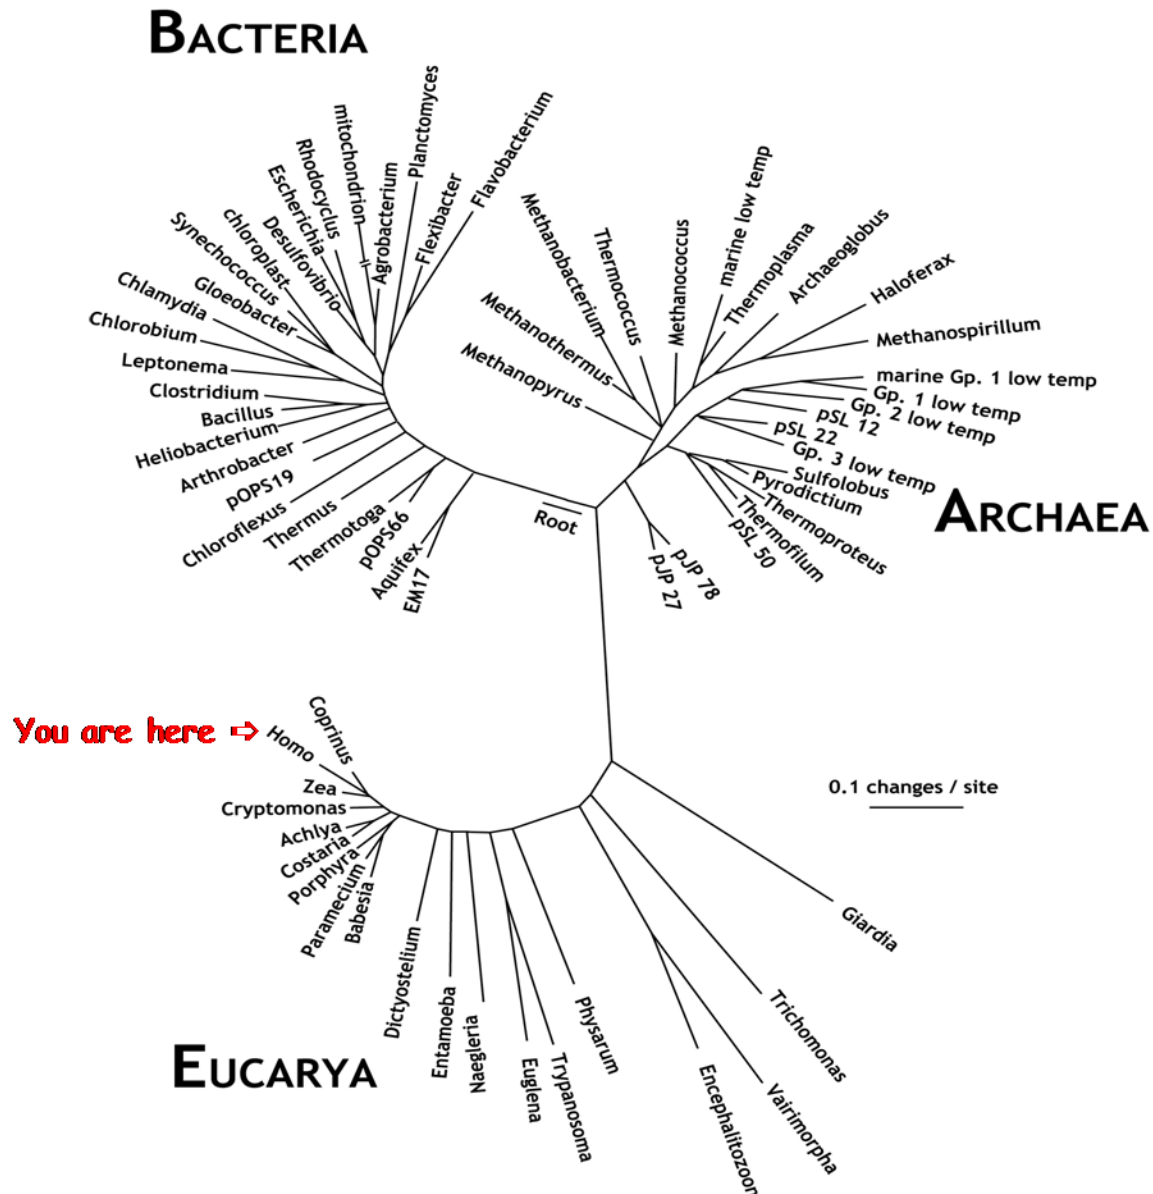 BACTERIA
Planctomyces
Flavobacterium
mitochondrion
Rhodocyclus
Escherichia
Agrobacterium
Flexibacter
Desulfovibrio
chloroplast
Synechococcus
Gloeobacter
Chlamydia
Chlorobium
Leptonema
Clostridium
Bacillus
Heliobacterium
Arthrobacter
pOPS19
Chloroflexus
Thermus
Thermotoga
pOPS66
Aquifex
EM17
Root
Methanopyrus
Methanothermus
Methanobacterium
Thermococcus
Methanococcus
marine low temp
Thermoplasma
Archaeoglobus
Haloferax
Methanospirillum
marine Gp. 1 low temp
Gp. 1 low temp
Gp. 2 low temp
pSL 12
pSL 22
Gp. 3 low temp
Sulfolobus
Pyrodictium
Thermoproteus
Thermofilum
pSL 50
pJP 78
pJP 27
ARCHAEA
You are here ⇨
Coprinus
Homo
Zea
Cryptomonas
Achlya
Costaria
Porphyra
Paramecium
Babesia
Dictyostelium
Entamoeba
Naegleria
Euglena
Trypanosoma
Physarum
Encephalitozoon
Vairimorpha
Trichomonas
Giardia
0.1 changes / site
EUCARYA